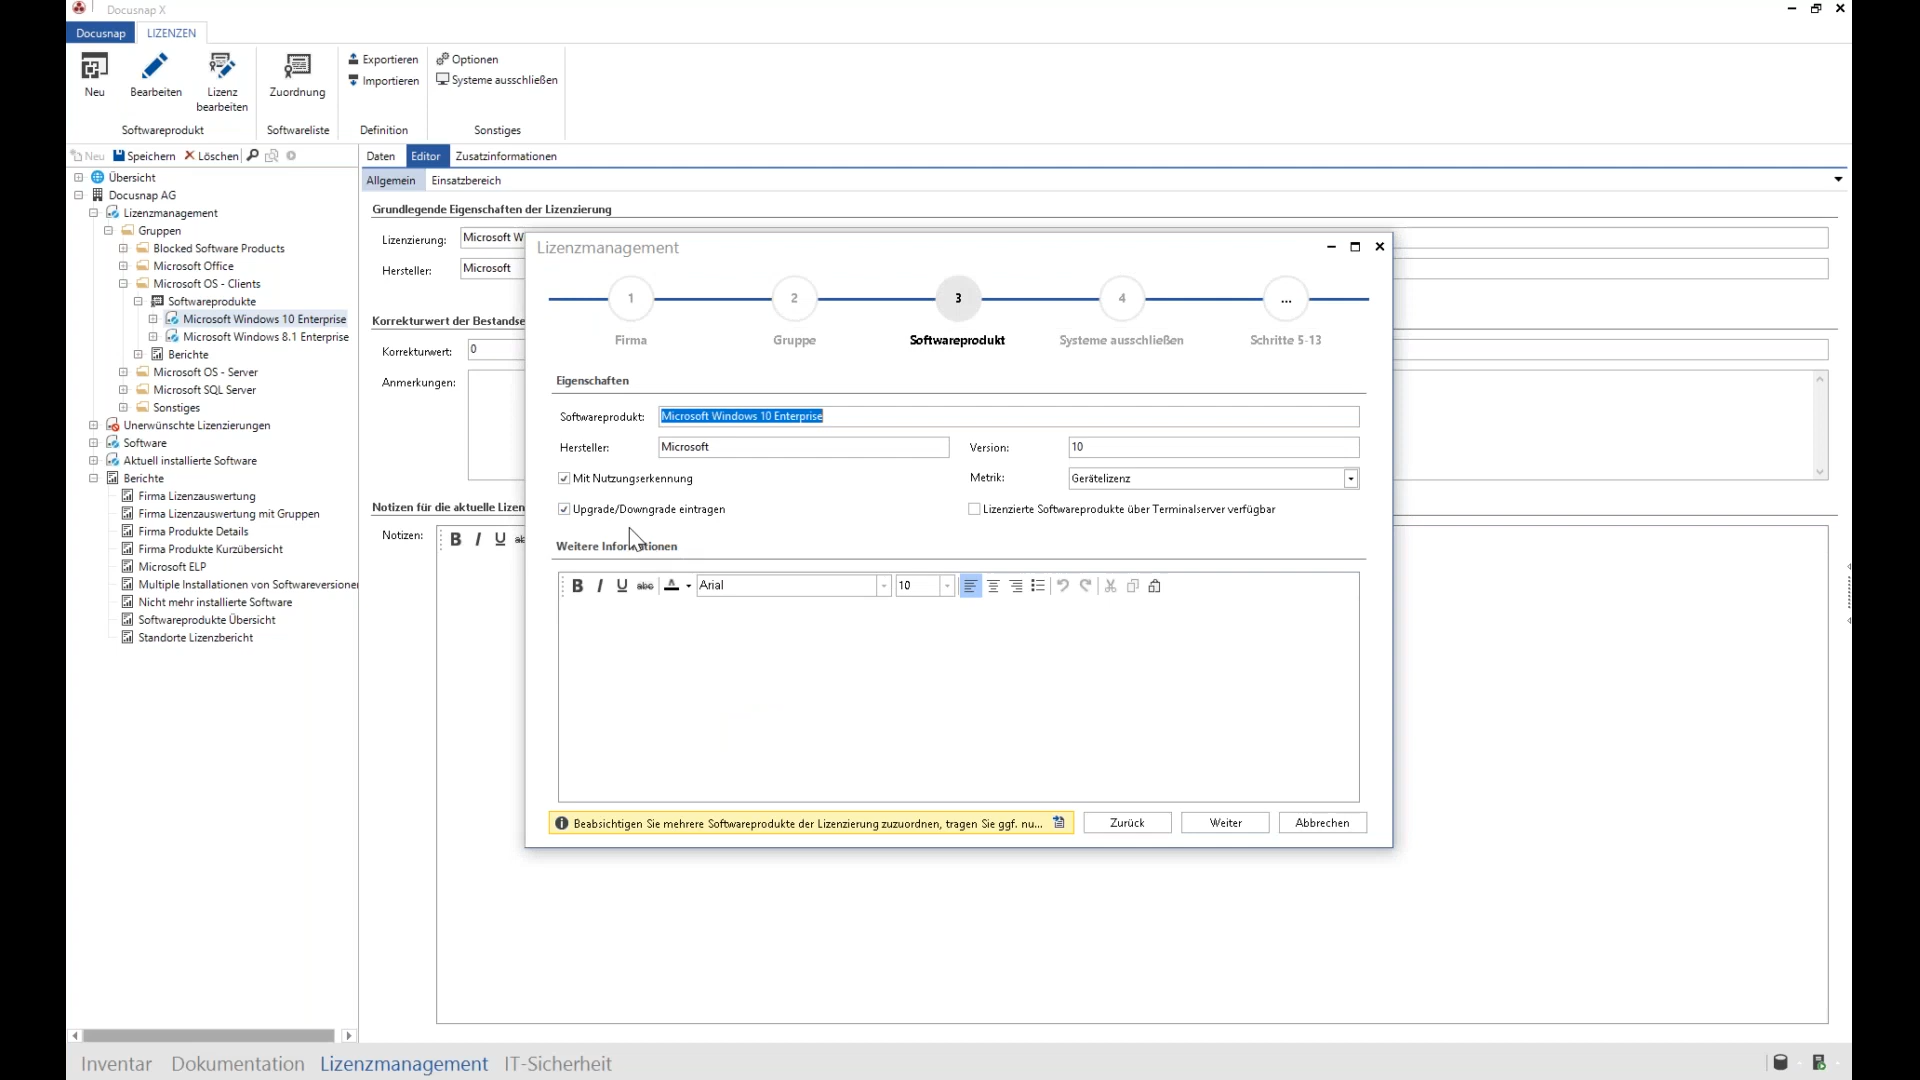 Docusnap X
Docusnap
LIZENZEN
Neu
Bearbeiten
Lizenz
bearbeiten
Softwareprodukt
Zuordnung
Softwareliste
Exportieren
Importieren
Definition
Optionen
Systeme ausschließen
Sonstiges
Neu Speichern Löschen
Übersicht
Docusnap AG
Lizenzmanagement
Gruppen
Blocked Software Products
Microsoft Office
Microsoft OS - Clients
Softwareprodukte
Microsoft Windows 10 Enterprise
Microsoft Windows 8.1 Enterprise
Berichte
Microsoft OS - Server
Microsoft SQL Server
Sonstiges
Unerwünschte Lizenzierungen
Software
Aktuell installierte Software
Berichte
Firma Lizenzauswertung
Firma Lizenzauswertung mit Gruppen
Firma Produkte Details
Firma Produkte Kurzübersicht
Microsoft ELP
Multiple Installationen von Softwareversionen
Nicht mehr installierte Software
Softwareprodukte Übersicht
Standorte Lizenzbericht
Daten Editor Zusatzinformationen
Allgemein Einsatzbereich
Grundlegende Eigenschaften der Lizenzierung
Lizenzierung: Microsoft W
Hersteller: Microsoft
Korrekturwert der Bestandse
Korrekturwert: 0
Anmerkungen:
Notizen für die aktuelle Lizen
Notizen: B I U ab
Lizenzmanagement
1 2 3 4 ...
Firma Gruppe Softwareprodukt Systeme ausschließen Schritte 5-13
Eigenschaften
Softwareprodukt: Microsoft Windows 10 Enterprise
Hersteller: Microsoft Version: 10
Mit Nutzungserkennung Metrik: Gerätelizenz
Upgrade/Downgrade eintragen Lizenzierte Softwareprodukte über Terminalserver verfügbar
Weitere Informationen
B I U abc A Arial 10
Beabsichtigen Sie mehrere Softwareprodukte der Lizenzierung zuzuordnen, tragen Sie ggf. nu...
Zurück Weiter Abbrechen
Inventar Dokumentation Lizenzmanagement IT-Sicherheit